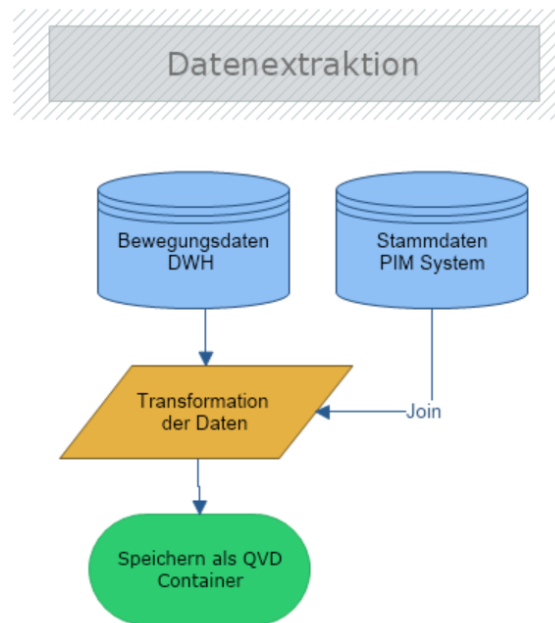 Datenextraktion
Bewegungsdaten
DWH
Stammdaten
PIM System
Transformation
der Daten
Join
Speichern als QVD
Container